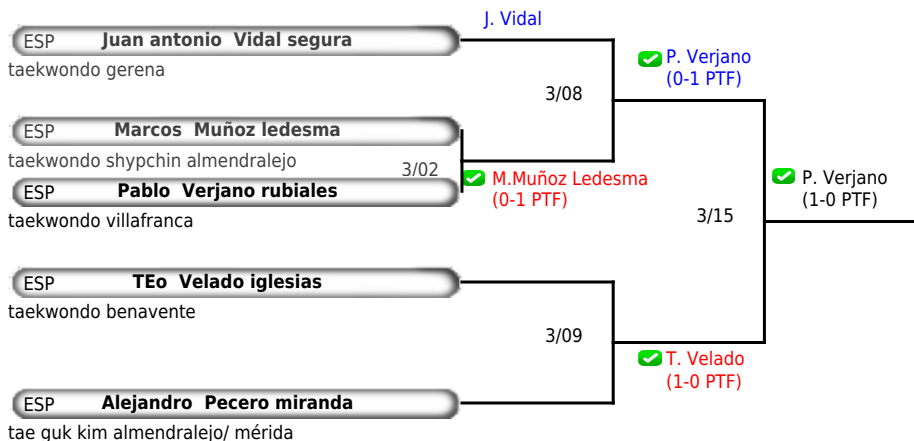 J. Vidal
ESP Juan antonio Vidal segura
taekwondo gerena
P. Verjano
(0-1 PTF)
3/08
ESP Marcos Muñoz ledesma
taekwondo shypchin almendralejo
3/02
M.Muñoz Ledesma
(0-1 PTF)
P. Verjano
(1-0 PTF)
ESP Pablo Verjano rubiales
taekwondo villafranca
3/15
ESP TEo Velado iglesias
taekwondo benavente
3/09
T. Velado
(1-0 PTF)
ESP Alejandro Pecero miranda
tae guk kim almendralejo/ mérida